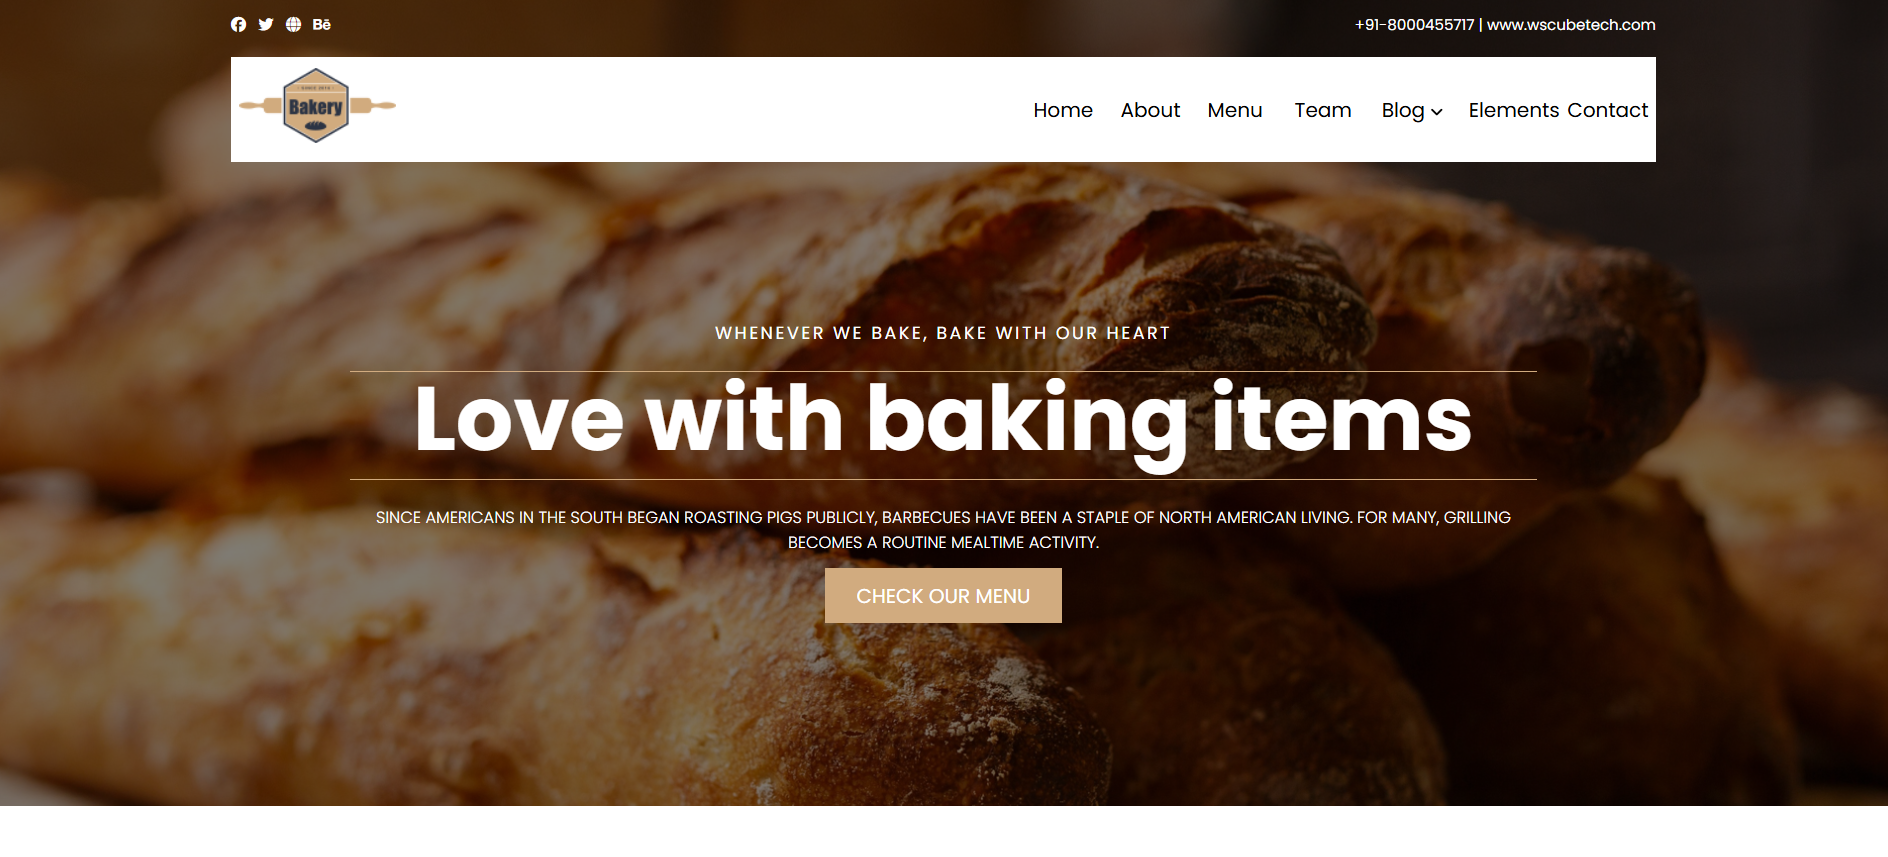 +91-8000455717 | www.wscubetech.com
SINCE 2010
Bakery
Home About Menu Team Blog Elements Contact
WHENEVER WE BAKE, BAKE WITH OUR HEART
Love with baking items
SINCE AMERICANS IN THE SOUTH BEGAN ROASTING PIGS PUBLICLY, BARBECUES HAVE BEEN A STAPLE OF NORTH AMERICAN LIVING. FOR MANY, GRILLING
BECOMES A ROUTINE MEALTIME ACTIVITY.
CHECK OUR MENU